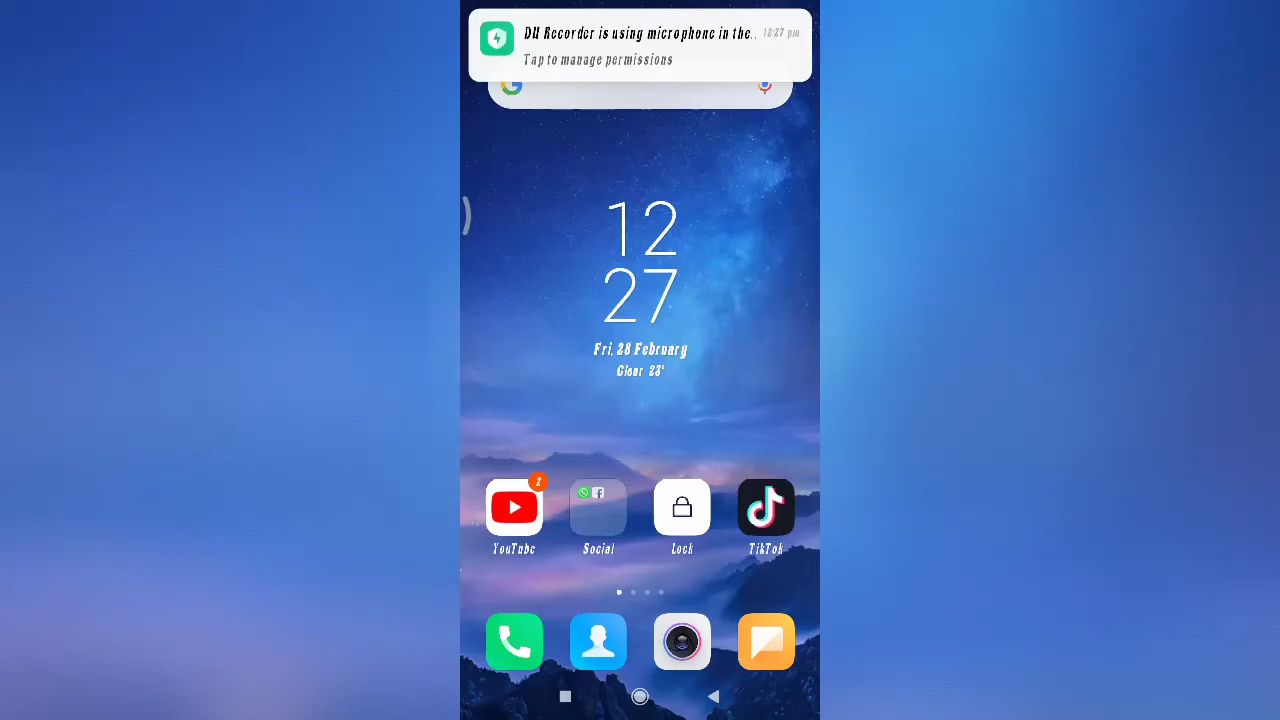 DU Recorder is using microphone in the.. 12:27 pm
Tap to manage permissions
12
27
Fri, 28 February
Clear 23°
2
YouTube
Social
Lock
TikTok